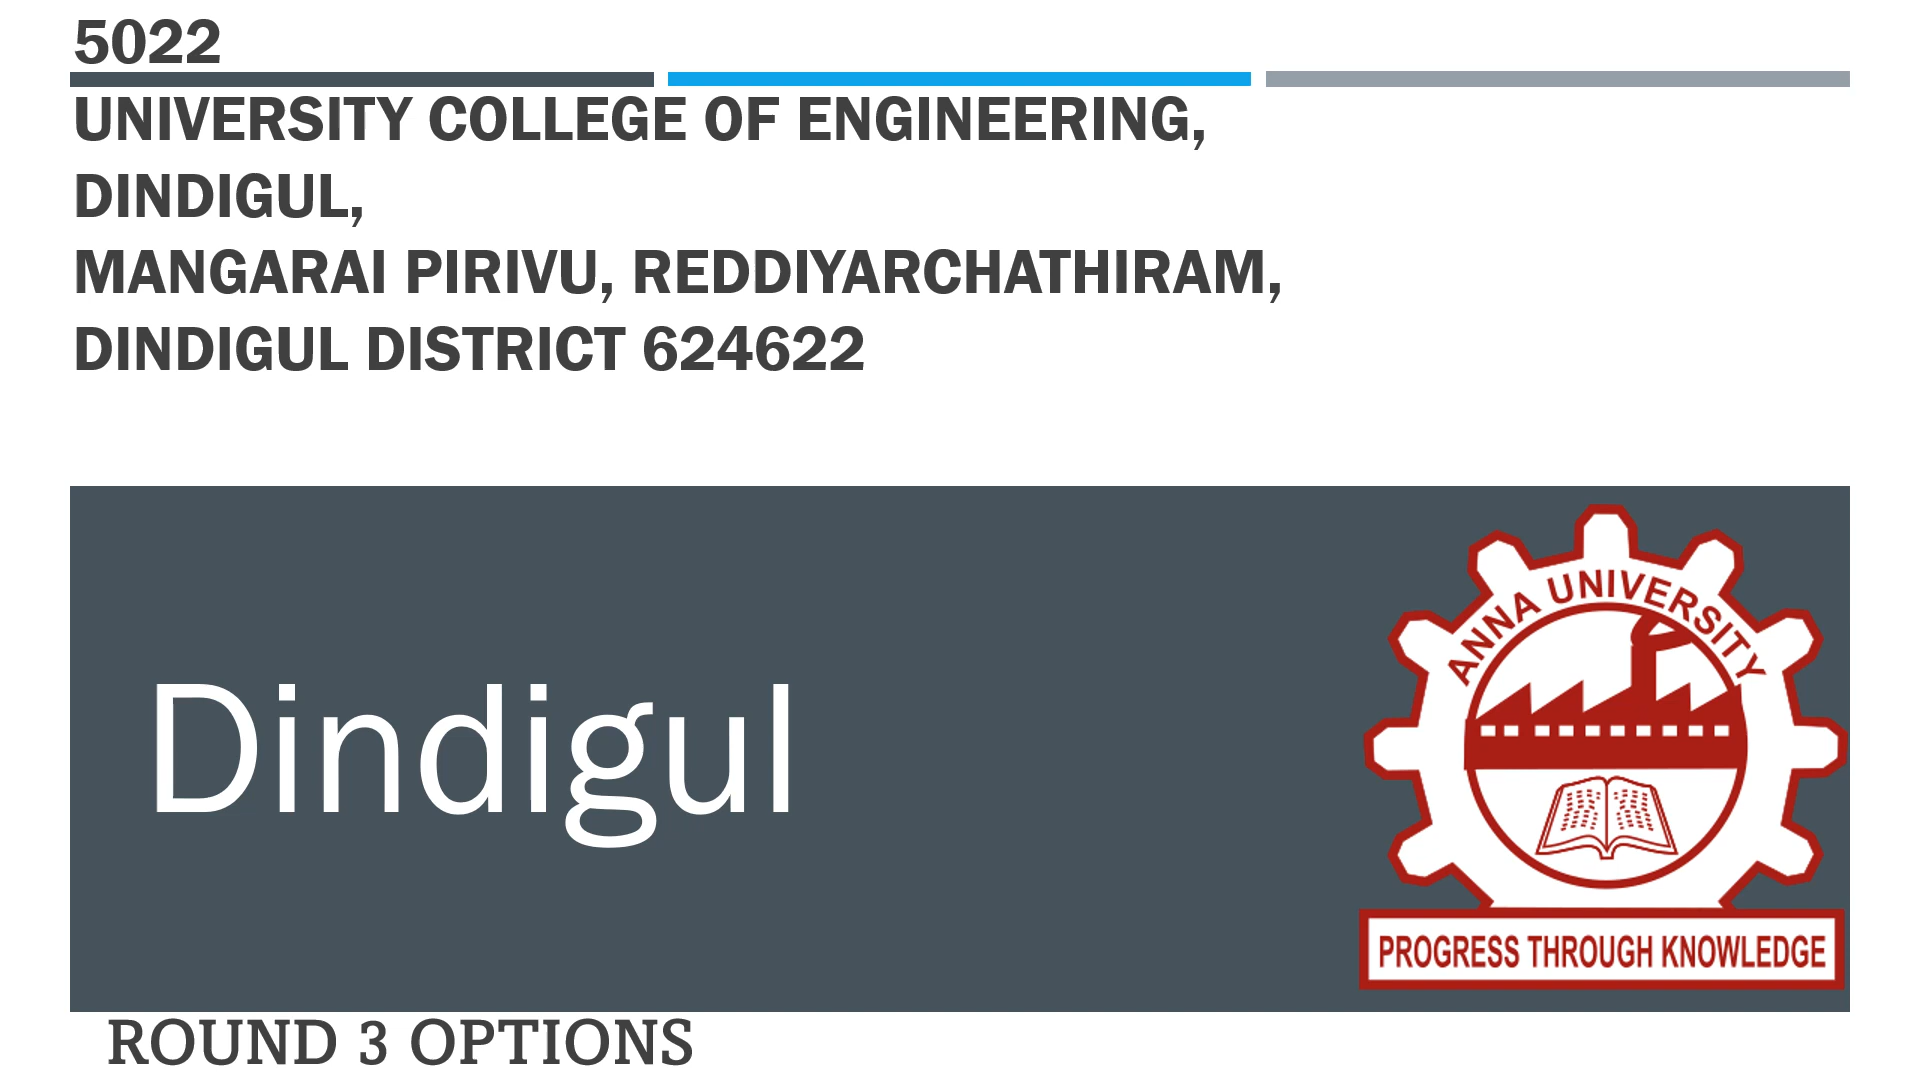 5022
UNIVERSITY COLLEGE OF ENGINEERING,
DINDIGUL,
MANGARAI PIRIVU, REDDIYARCHATHIRAM,
DINDIGUL DISTRICT 624622
Dindigul
ANNA UNIVERSITY
PROGRESS THROUGH KNOWLEDGE
ROUND 3 OPTIONS